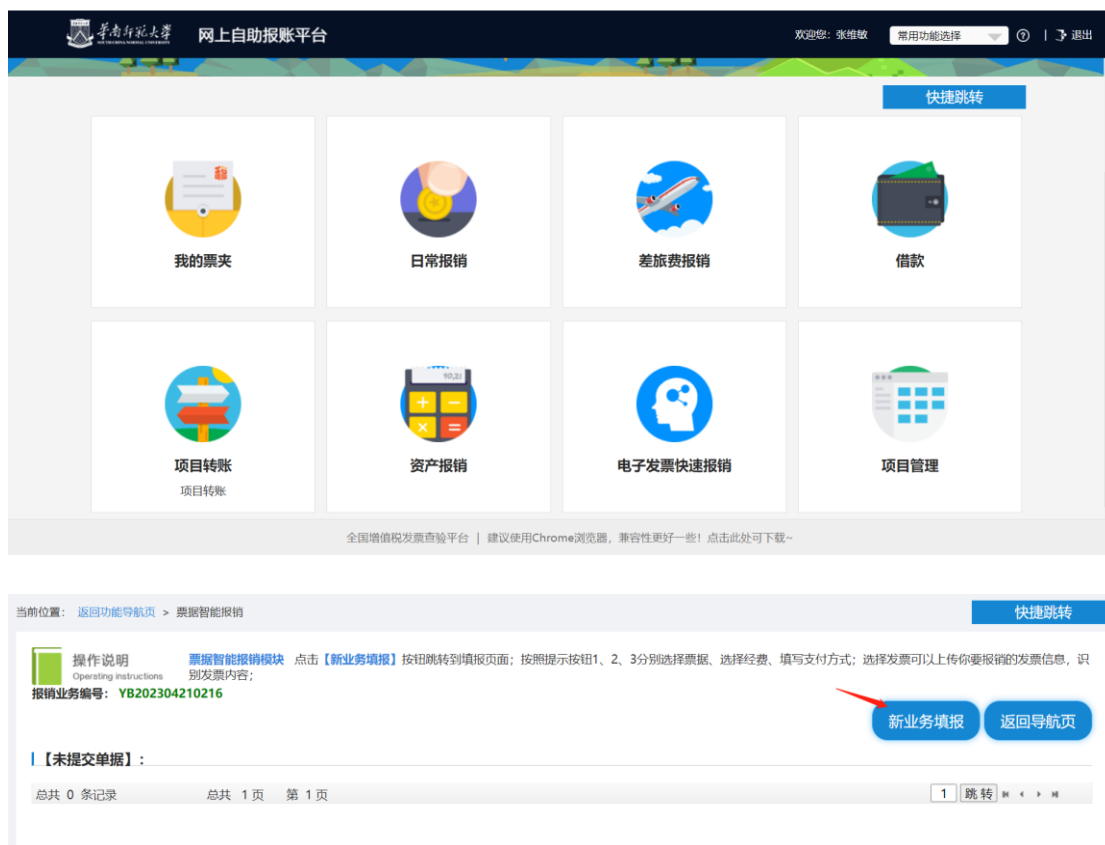 华南师范大学 网上自助报账平台 欢迎您：张维敏 常用功能选择 ? | 退出
快捷跳转
我的票夹 日常报销 差旅费报销 借款
项目转账 资产报销 电子发票快速报销 项目管理
项目转账
全国增值税发票查验平台 | 建议使用Chrome浏览器，兼容性更好一些！点击此处可下载~
当前位置： 返回功能导航页 > 票据智能报销 快捷跳转
操作说明 票据智能报销模块 点击【新业务填报】按钮跳转到填报页面；按照提示按钮1、2、3分别选择票据、选择经费、填写支付方式；选择发票可以上传你要报销的发票信息，识
Operating instructions 别发票内容；
报销业务编号： YB202304210216
新业务填报 返回导航页
【未提交单据】：
总共 0 条记录 总共 1 页 第 1 页 1 跳 转